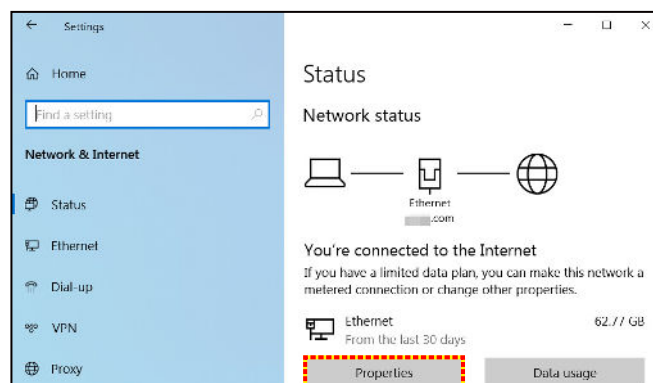 Settings
Home
Find a setting
Network & Internet
Status
Ethernet
Dial-up
VPN
Proxy
Status
Network status
Ethernet
.com
You're connected to the Internet
If you have a limited data plan, you can make this network a
metered connection or change other properties.
Ethernet 62.77 GB
From the last 30 days
Properties Data usage